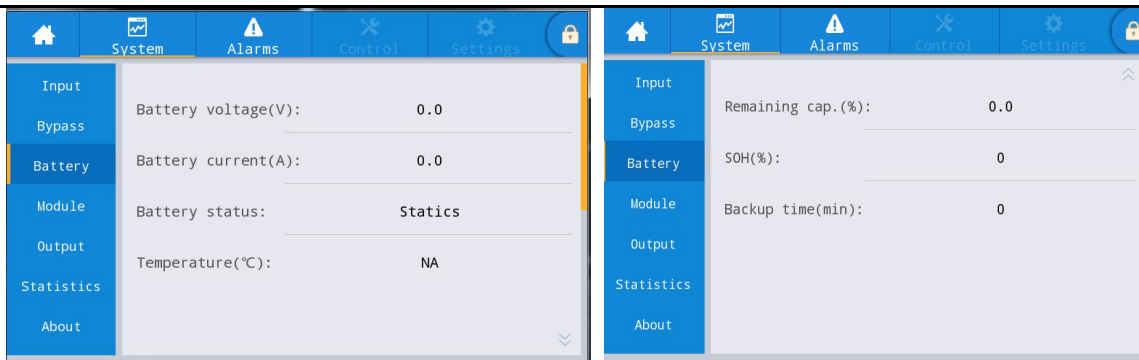 System Alarms Control Settings
Input
Bypass
Battery
Module
Output
Statistics
About
Battery voltage(V): 0.0
Battery current(A): 0.0
Battery status: Statics
Temperature(℃): NA
System Alarms Control Settings
Input
Bypass
Battery
Module
Output
Statistics
About
Remaining cap.(%): 0.0
SOH(%): 0
Backup time(min): 0